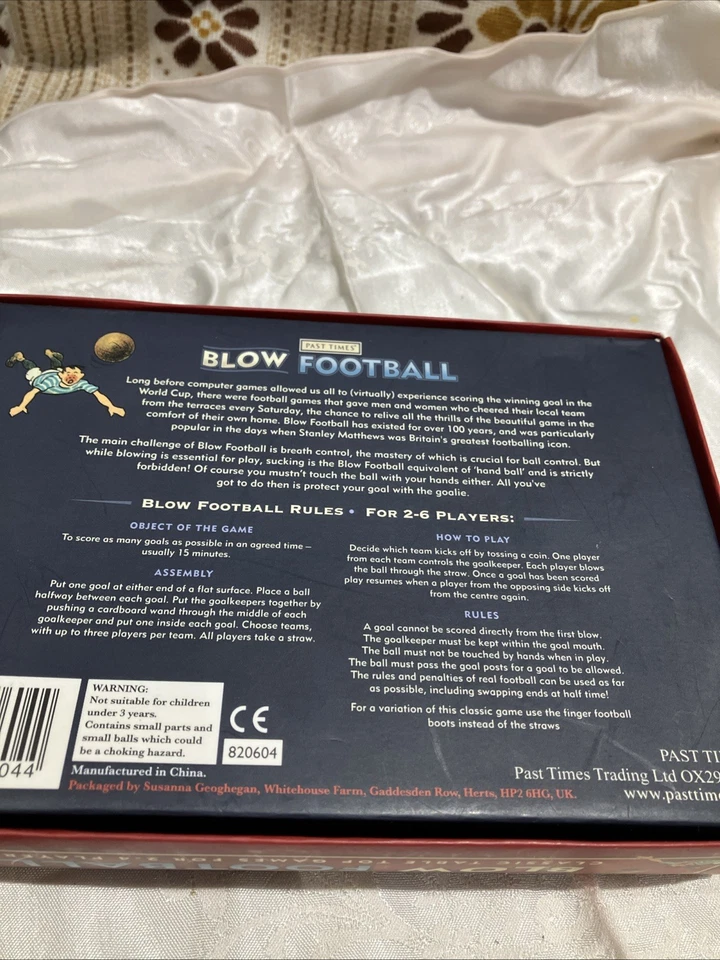 PAST TIMES
BLOW FOOTBALL
Long before computer games allowed us all to (virtually) experience scoring the winning goal in the
World Cup, there were football games that gave men and women who cheered their local team
from the terraces every Saturday, the chance to relive all the thrills of the beautiful game in the
comfort of their own home. Blow Football has existed for over 100 years, and was particularly
popular in the days when Stanley Matthews was Britain's greatest footballing icon.
The main challenge of Blow Football is breath control, the mastery of which is crucial for ball control. But
while blowing is essential for play, sucking is the Blow Football equivalent of 'hand ball' and is strictly
forbidden! Of course you mustn't touch the ball with your hands either. All you've
got to do then is protect your goal with the goalie.
BLOW FOOTBALL RULES • FOR 2-6 PLAYERS:
OBJECT OF THE GAME
To score as many goals as possible in an agreed time –
usually 15 minutes.
ASSEMBLY
Put one goal at either end of a flat surface. Place a ball
halfway between each goal. Put the goalkeepers together by
pushing a cardboard wand through the middle of each
goalkeeper and put one inside each goal. Choose teams,
with up to three players per team. All players take a straw.
HOW TO PLAY
Decide which team kicks off by tossing a coin. One player
from each team controls the goalkeeper. Each player blows
the ball through the straw. Once a goal has been scored
play resumes when a player from the opposing side kicks off
from the centre again.
RULES
A goal cannot be scored directly from the first blow.
The goalkeeper must be kept within the goal mouth.
The ball must not be touched by hands when in play.
The ball must pass the goal posts for a goal to be allowed.
The rules and penalties of real football can be used as far
as possible, including swapping ends at half time!
For a variation of this classic game use the finger football
boots instead of the straws
044
WARNING:
Not suitable for children
under 3 years.
Contains small parts and
small balls which could
be a choking hazard.
CE
820604
Manufactured in China.
Packaged by Susanna Geoghegan, Whitehouse Farm, Gaddesden Row, Herts, HP2 6HG, UK.
PAST TI
Past Times Trading Ltd OX29
www.pasttime